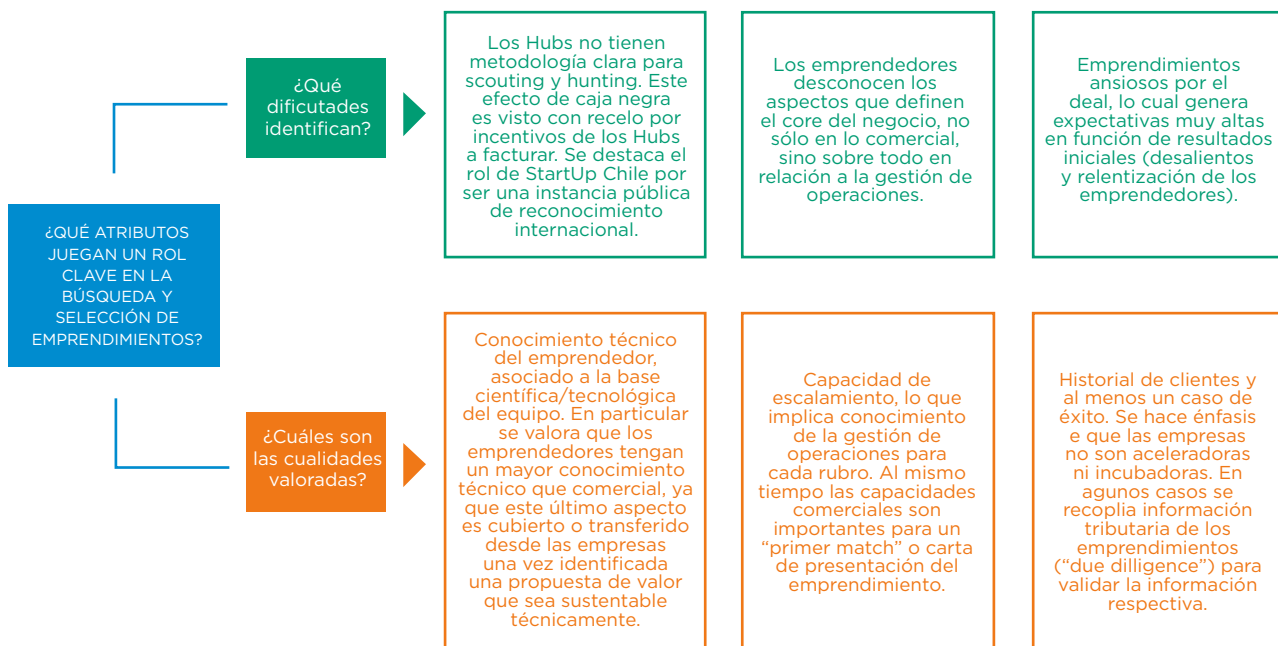 ¿QUÉ ATRIBUTOS
JUEGAN UN ROL
CLAVE EN LA
BÚSQUEDA Y
SELECCIÓN DE
EMPRENDIMIENTOS?
¿Qué
dificutades
identifican?
Los Hubs no tienen
metodología clara para
scouting y hunting. Este
efecto de caja negra
es visto con recelo por
incentivos de los Hubs
a facturar. Se destaca el
rol de StartUp Chile por
ser una instancia pública
de reconocimiento
internacional.
Los emprendedores
desconocen los
aspectos que definen
el core del negocio, no
sólo en lo comercial,
sino sobre todo en
relación a la gestión de
operaciones.
Emprendimientos
ansiosos por el
deal, lo cual genera
expectativas muy altas
en función de resultados
iniciales (desalientos
y relentización de los
emprendedores).
¿Cuáles son
las cualidades
valoradas?
Conocimiento técnico
del emprendedor,
asociado a la base
científica/tecnológica
del equipo. En particular
se valora que los
emprendedores tengan
un mayor conocimiento
técnico que comercial, ya
que este último aspecto
es cubierto o transferido
desde las empresas
una vez identificada
una propuesta de valor
que sea sustentable
técnicamente.
Capacidad de
escalamiento, lo que
implica conocimiento
de la gestión de
operaciones para
cada rubro. Al mismo
tiempo las capacidades
comerciales son
importantes para un
“primer match” o carta
de presentación del
emprendimiento.
Historial de clientes y
al menos un caso de
éxito. Se hace énfasis
e que las empresas
no son aceleradoras
ni incubadoras. En
agunos casos se
recoplia información
tributaria de los
emprendimientos
(“due dilligence”) para
validar la información
respectiva.